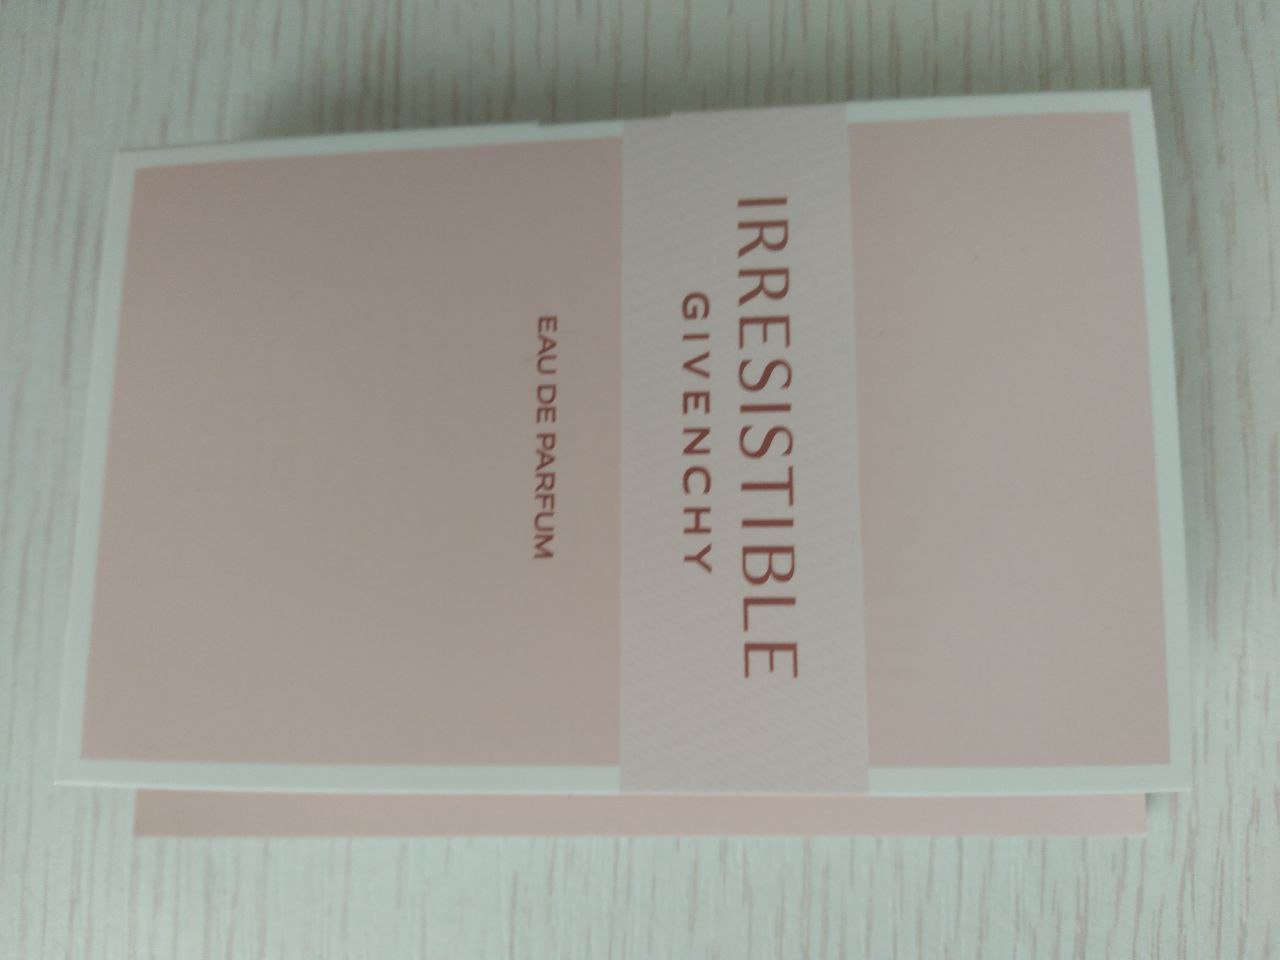 IRRESISTIBLE
GIVENCHY
EAU DE PARFUM